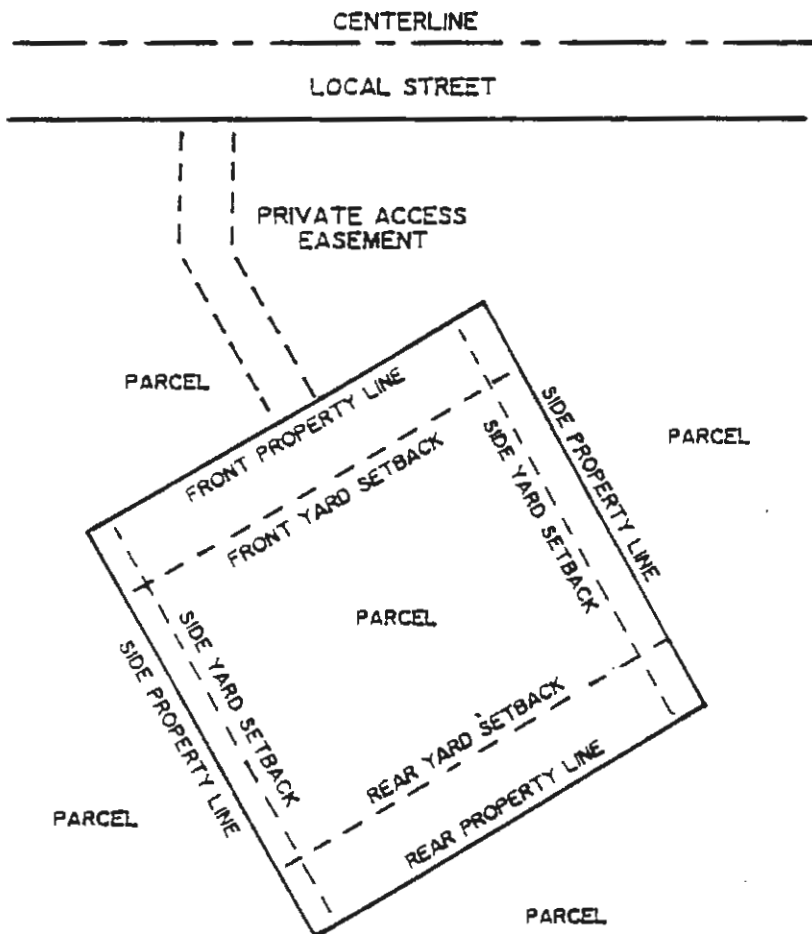 CENTERLINE
LOCAL STREET
PRIVATE ACCESS
EASEMENT
PARCEL
FRONT PROPERTY LINE
SIDE PROPERTY LINE
PARCEL
FRONT YARD SETBACK
SIDE YARD SETBACK
PARCEL
SIDE YARD SETBACK
SIDE PROPERTY LINE
REAR YARD SETBACK
REAR PROPERTY LINE
PARCEL
PARCEL